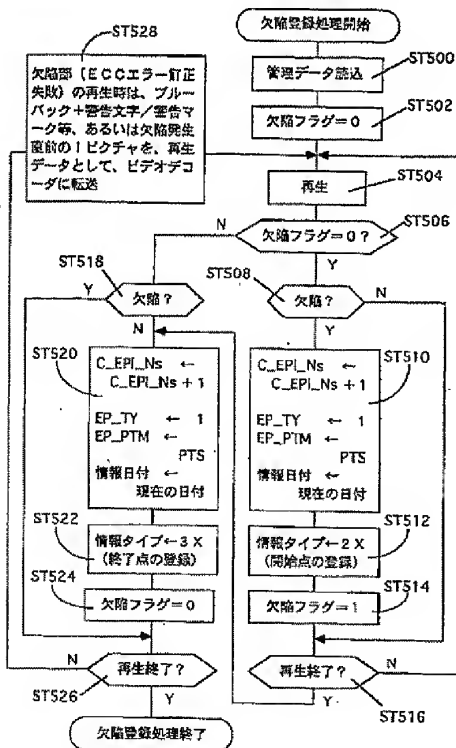 ST528
欠陥部(ECCエラー訂正
失敗)の再生時は、ブルー
バック+警告文字/警告マ
ーク等、あるいは欠陥発生
直前のIピクチャを、再生
データとして、ビデオデコ
ーダに転送
欠陥登録処理開始
ST500
管理データ読込
ST502
欠陥フラグ=0
ST504
再生
ST506
欠陥フラグ=0?
N
Y
ST518
Y
欠陥?
N
ST508
欠陥?
N
Y
ST520
C_EPI_Ns ←
C_EPI_Ns+1
EP_TY ← 1
EP_PTM ←
PTS
情報日付 ←
現在の日付
ST510
C_EPI_Ns ←
C_EPI_Ns+1
EP_TY ← 1
EP_PTM ←
PTS
情報日付 ←
現在の日付
ST522
情報タイプ←3X
(終了点の登録)
ST512
情報タイプ←2X
(開始点の登録)
ST524
欠陥フラグ=0
ST514
欠陥フラグ=1
N
再生終了?
ST526
Y
再生終了?
N
Y
ST516
欠陥登録処理終了